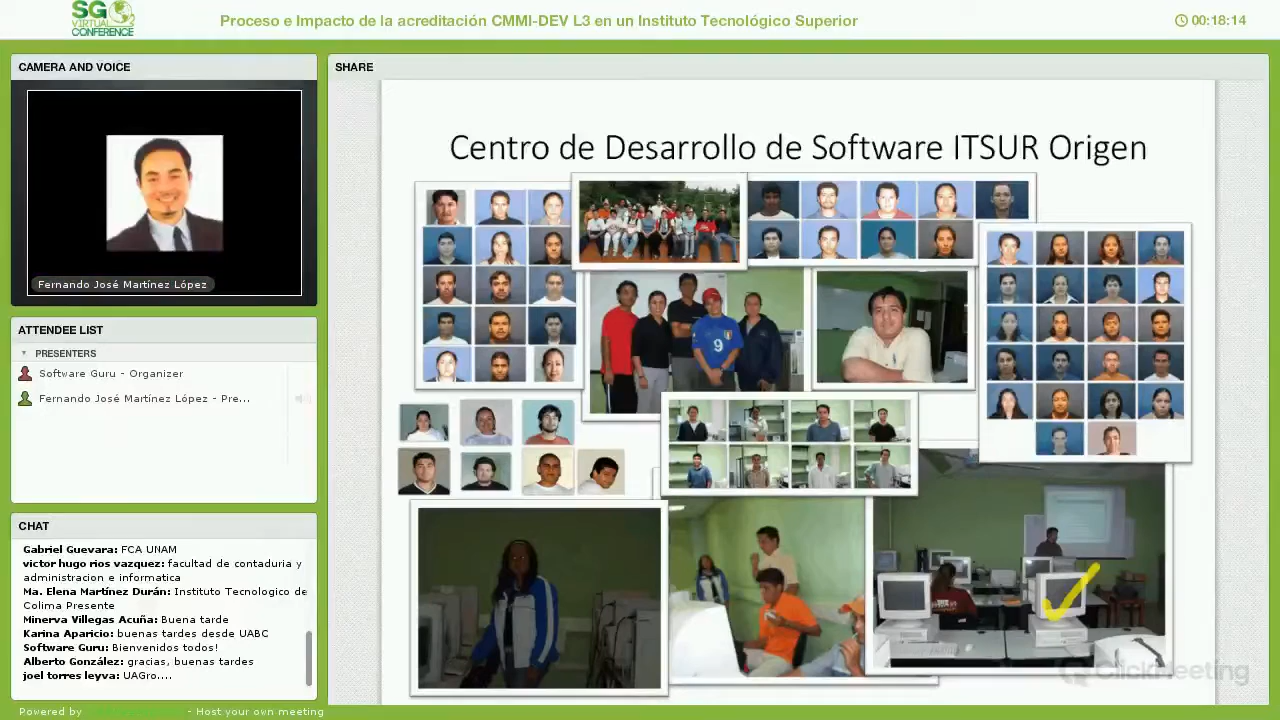 SG
VIRTUAL
CONFERENCE
Proceso e Impacto de la acreditación CMMI-DEV L3 en un Instituto Tecnológico Superior
00:18:14
CAMERA AND VOICE
Fernando José Martínez López
ATTENDEE LIST
PRESENTERS
Software Guru - Organizer
Fernando José Martínez López - Pre...
CHAT
Gabriel Guevara: FCA UNAM
victor hugo rios vazquez: facultad de contaduria y
administracion e informatica
Ma. Elena Martínez Durán: Instituto Tecnologico de
Colima Presente
Minerva Villegas Acuña: Buena tarde
Karina Aparicio: buenas tardes desde UABC
Software Guru: Bienvenidos todos!
Alberto González: gracias, buenas tardes
joel torres leyva: UAGro....
Powered by - Host your own meeting
SHARE
Centro de Desarrollo de Software ITSUR Origen
9
ClickMeeting